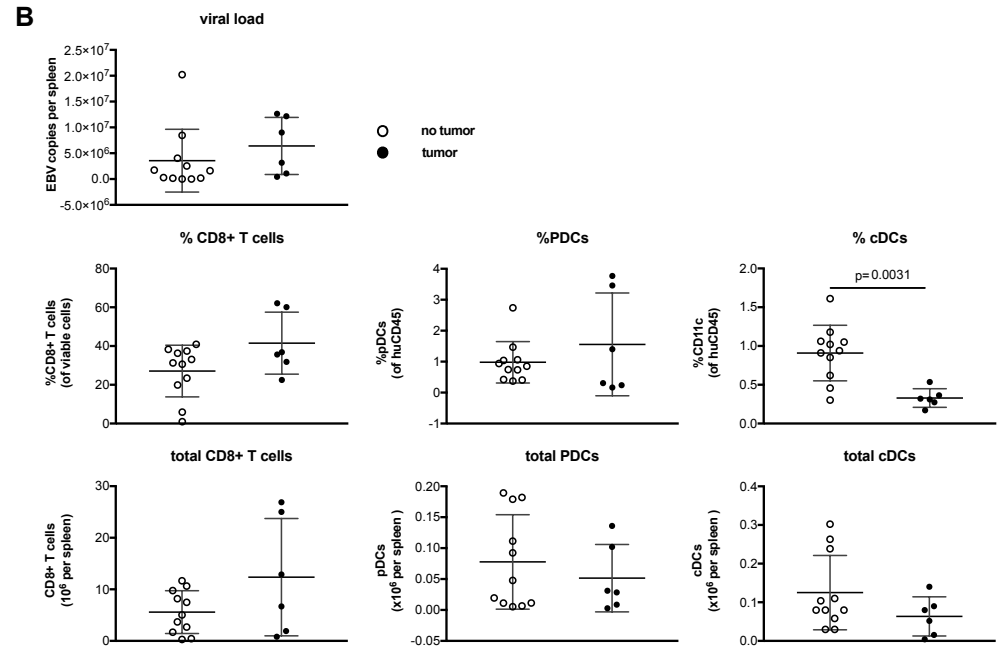 B
viral load
EBV copies per spleen
2.5×10⁷
2.0×10⁷
1.5×10⁷
1.0×10⁷
5.0×10⁶
0.0
-5.0×10⁶
no tumor
tumor
% CD8+ T cells
%CD8+ T cells
(of viable cells)
80
60
40
20
0
%PDCs
%pDCs
(of huCD45)
4
3
2
1
0
-1
% cDCs
%CD11c
(of huCD45)
2.0
1.5
1.0
0.5
0.0
p=0.0031
total CD8+ T cells
CD8+ T cells
(10⁶ per spleen)
30
20
10
0
total PDCs
pDCs
(x10⁶ per spleen )
0.20
0.15
0.10
0.05
0.00
-0.05
total cDCs
cDCs
(x10⁶ per spleen )
0.4
0.3
0.2
0.1
0.0